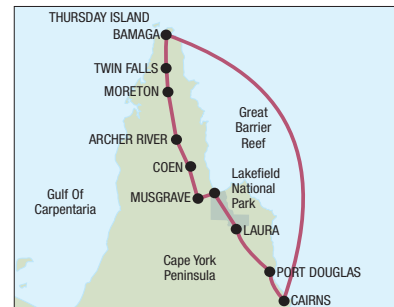 THURSDAY ISLAND
BAMAGA
TWIN FALLS
MORETON
Great
Barrier
Reef
ARCHER RIVER
COEN
Lakefield
National
Park
Gulf Of
Carpentaria
MUSGRAVE
LAURA
Cape York
Peninsula
PORT DOUGLAS
CAIRNS